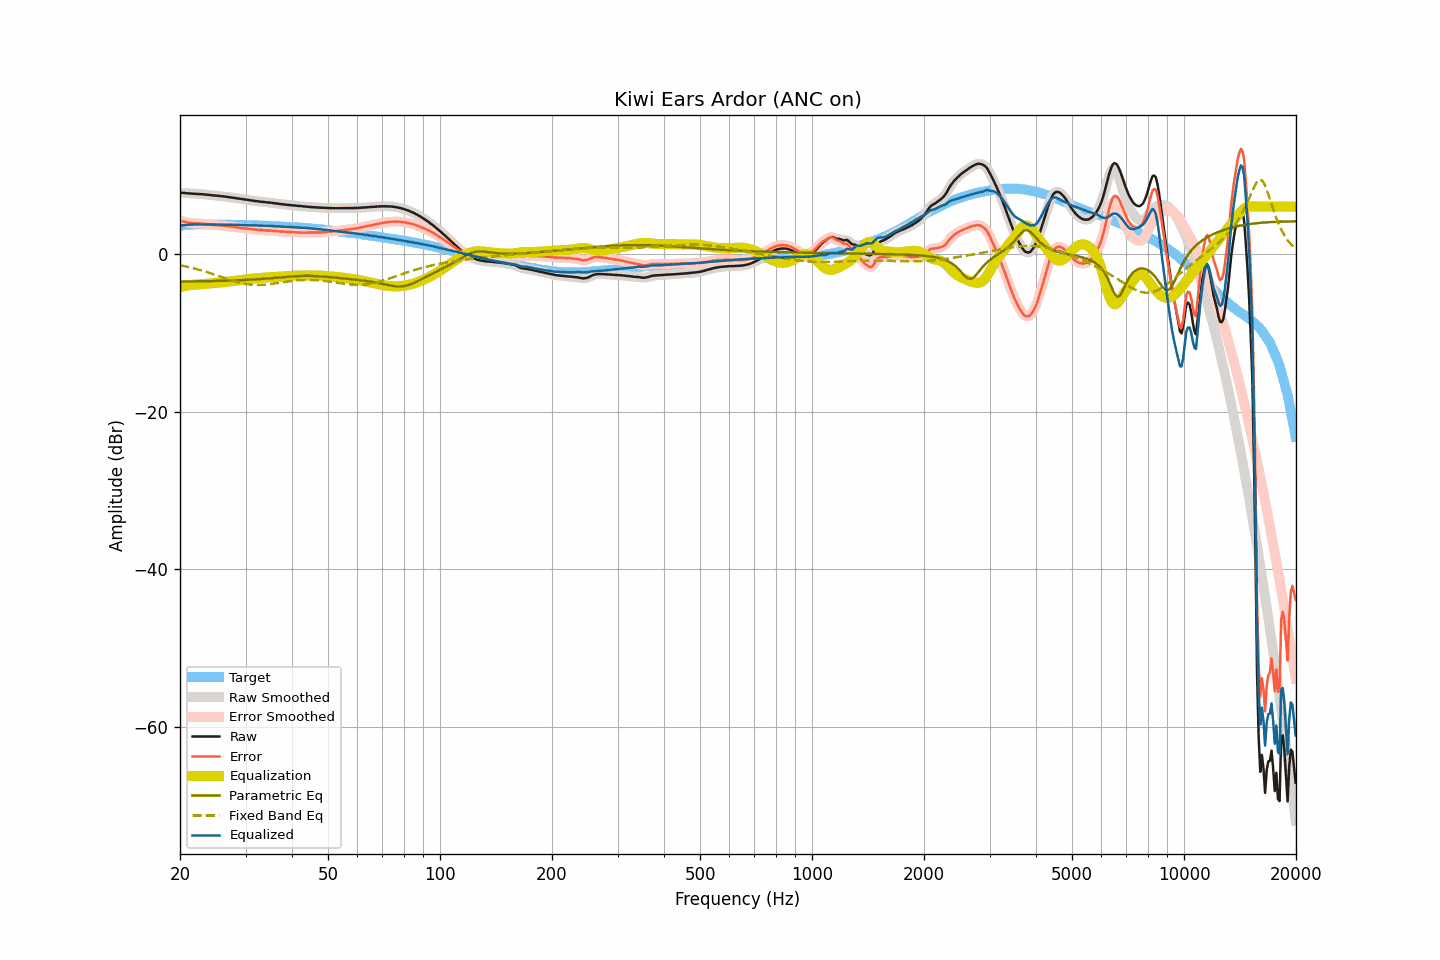 Kiwi Ears Ardor (ANC on)
Amplitude (dBr)
0
−20
−40
−60
Target
Raw Smoothed
Error Smoothed
Raw
Error
Equalization
Parametric Eq
Fixed Band Eq
Equalized
20 50 100 200 500 1000 2000 5000 10000 20000
Frequency (Hz)